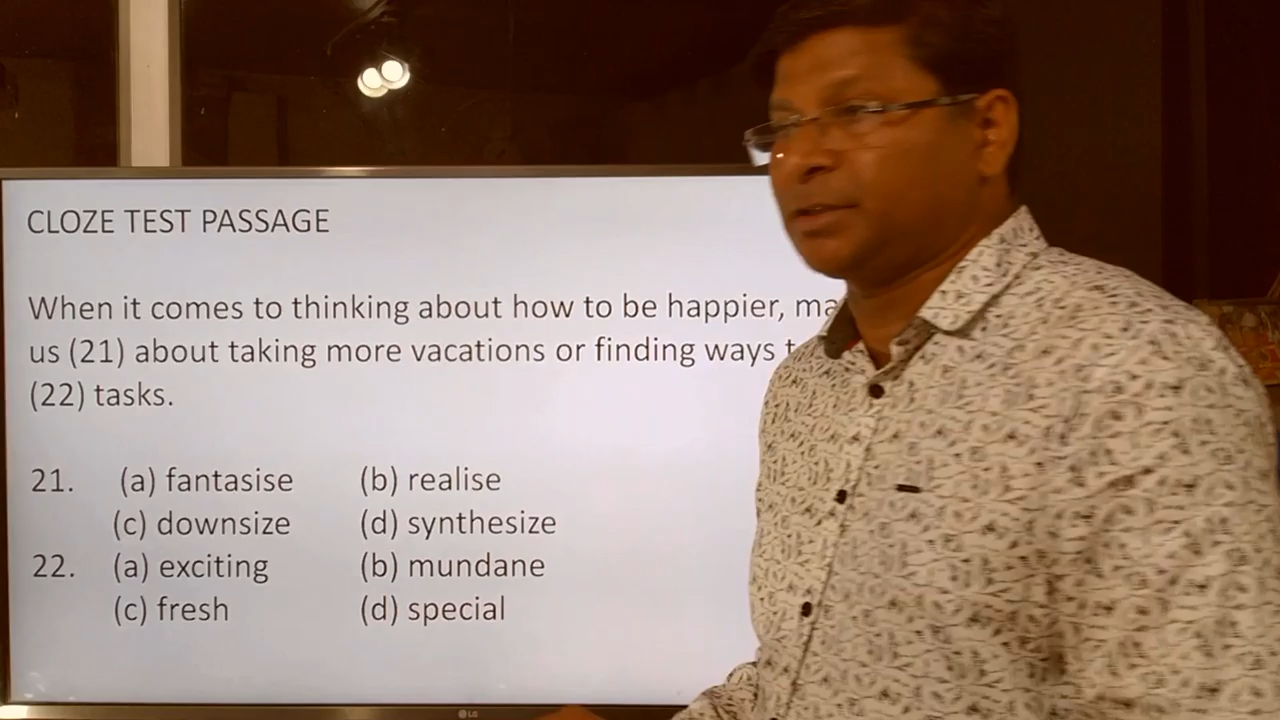 CLOZE TEST PASSAGE
When it comes to thinking about how to be happier,
us (21) about taking more vacations or finding ways
(22) tasks.
21. (a) fantasise (b) realise
(c) downsize (d) synthesize
22. (a) exciting (b) mundane
(c) fresh (d) special
LG